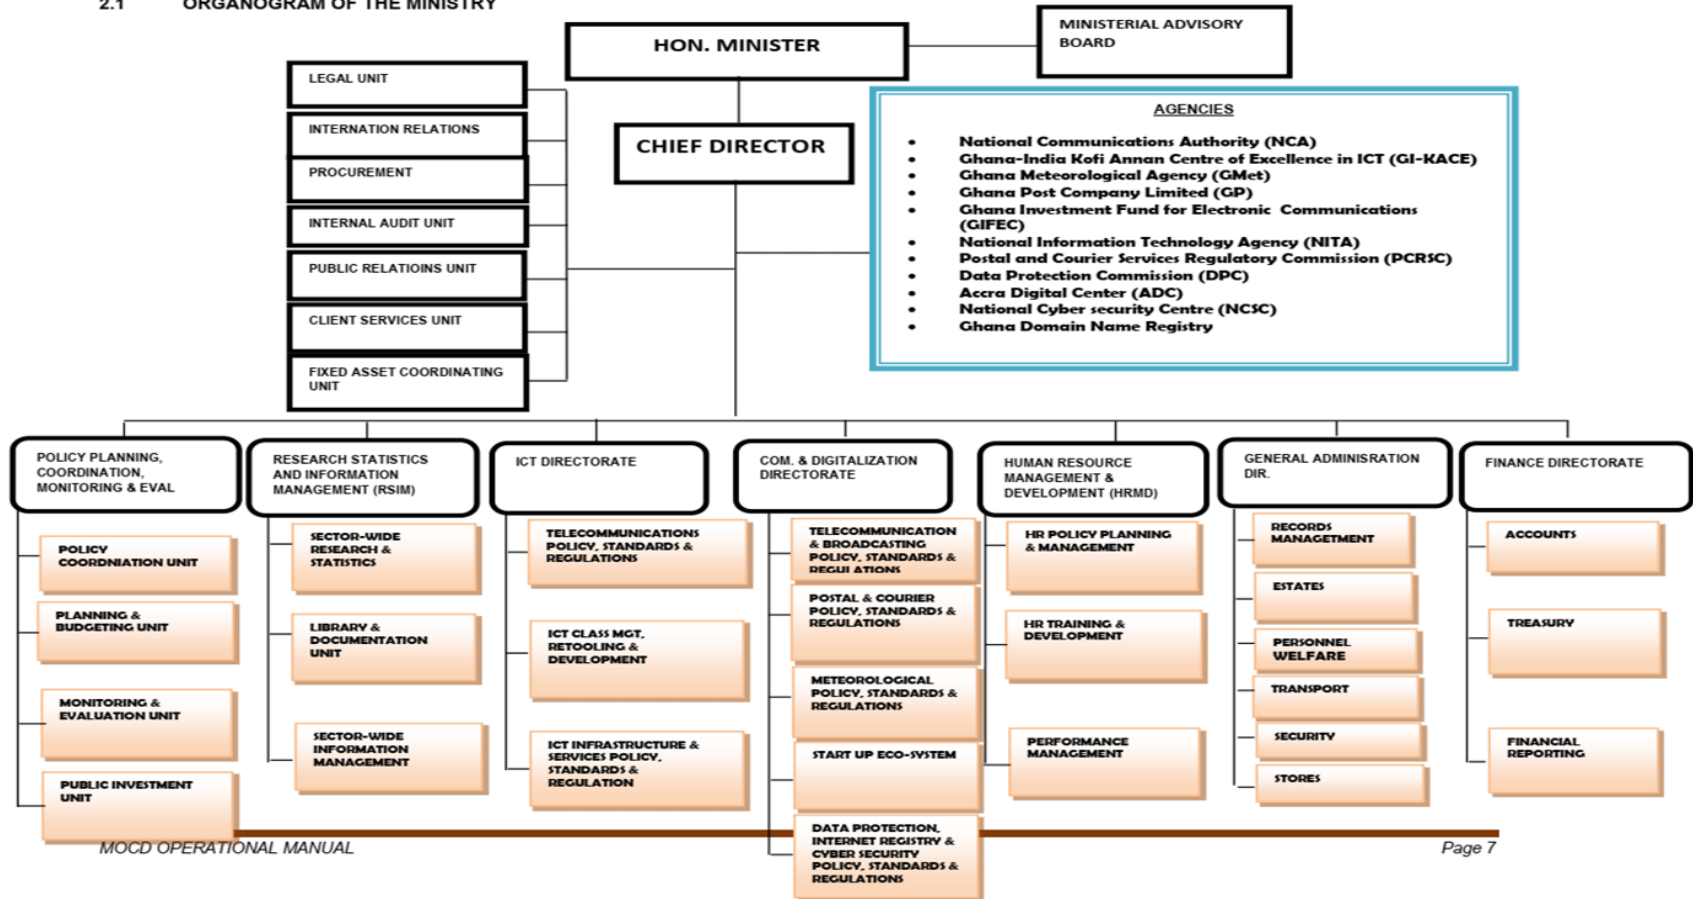 2.1 ORGANOGRAM OF THE MINISTRY
HON. MINISTER
MINISTERIAL ADVISORY
BOARD
CHIEF DIRECTOR
LEGAL UNIT
INTERNATION RELATIONS
PROCUREMENT
INTERNAL AUDIT UNIT
PUBLIC RELATIOINS UNIT
CLIENT SERVICES UNIT
FIXED ASSET COORDINATING
UNIT
AGENCIES
• National Communications Authority (NCA)
• Ghana-India Kofi Annan Centre of Excellence in ICT (GI-KACE)
• Ghana Meteorological Agency (GMet)
• Ghana Post Company Limited (GP)
• Ghana Investment Fund for Electronic Communications
(GIFEC)
• National Information Technology Agency (NITA)
• Postal and Courier Services Regulatory Commission (PCRSC)
• Data Protection Commission (DPC)
• Accra Digital Center (ADC)
• National Cyber security Centre (NCSC)
• Ghana Domain Name Registry
POLICY PLANNING,
COORDINATION,
MONITORING & EVAL
POLICY
COORDNIATION UNIT
PLANNING &
BUDGETING UNIT
MONITORING &
EVALUATION UNIT
PUBLIC INVESTMENT
UNIT
RESEARCH STATISTICS
AND INFORMATION
MANAGEMENT (RSIM)
SECTOR-WIDE
RESEARCH &
STATISTICS
LIBRARY &
DOCUMENTATION
UNIT
SECTOR-WIDE
INFORMATION
MANAGEMENT
ICT DIRECTORATE
TELECOMMUNICATIONS
POLICY, STANDARDS &
REGULATIONS
ICT CLASS MGT,
RETOOLING &
DEVELOPMENT
ICT INFRASTRUCTURE &
SERVICES POLICY,
STANDARDS &
REGULATION
COM. & DIGITALIZATION
DIRECTORATE
TELECOMMUNICATION
& BROADCASTING
POLICY, STANDARDS &
REGULATIONS
POSTAL & COURIER
POLICY, STANDARDS &
REGULATIONS
METEOROLOGICAL
POLICY, STANDARDS &
REGULATIONS
START UP ECO-SYSTEM
DATA PROTECTION,
INTERNET REGISTRY &
CYBER SECURITY
POLICY, STANDARDS &
REGULATIONS
HUMAN RESOURCE
MANAGEMENT &
DEVELOPMENT (HRMD)
HR POLICY PLANNING
& MANAGEMENT
HR TRAINING &
DEVELOPMENT
PERFORMANCE
MANAGEMENT
GENERAL ADMINISRATION
DIR.
RECORDS
MANAGETMENT
ESTATES
PERSONNEL
WELFARE
TRANSPORT
SECURITY
STORES
FINANCE DIRECTORATE
ACCOUNTS
TREASURY
FINANCIAL
REPORTING
MOCD OPERATIONAL MANUAL
Page 7